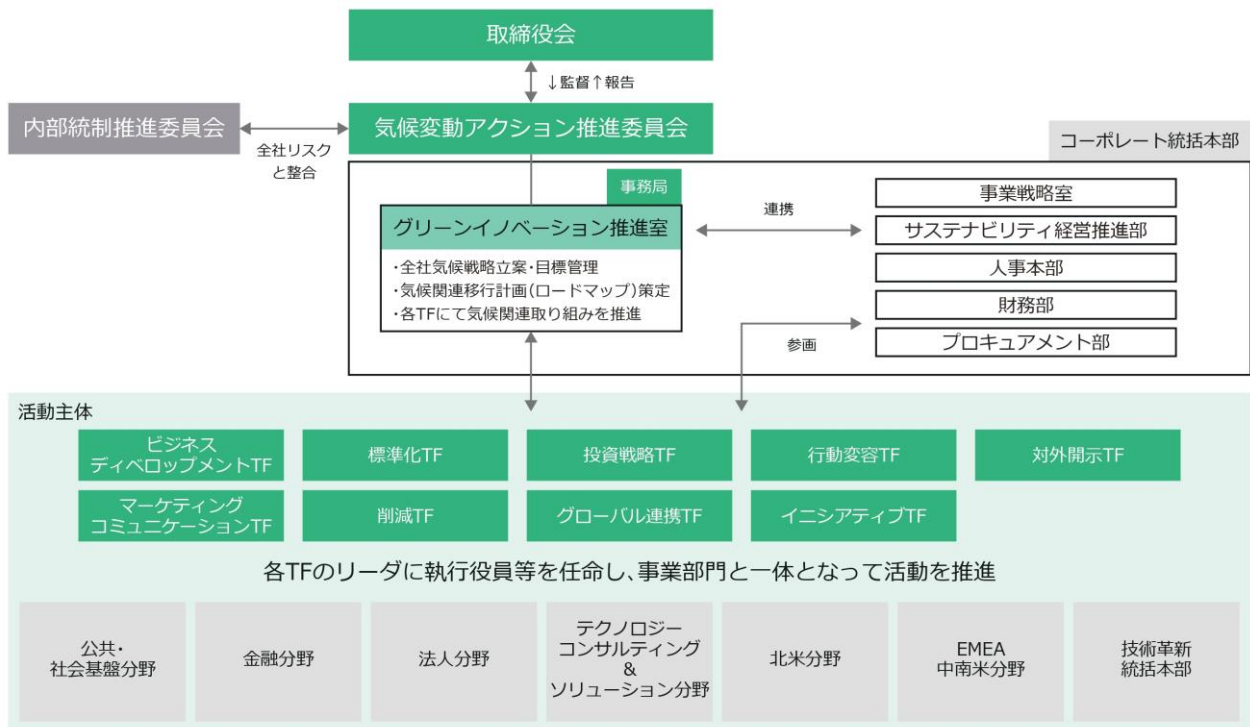 取締役会
↓監督↑報告
内部統制推進委員会
気候変動アクション推進委員会
全社リスク
と整合
コーポレート統括本部
事務局
グリーンイノベーション推進室
・全社気候戦略立案・目標管理
・気候関連移行計画(ロードマップ)策定
・各TFにて気候関連取り組みを推進
連携
事業戦略室
サステナビリティ経営推進部
人事本部
財務部
プロキュアメント部
参画
活動主体
ビジネス
ディベロップメントTF
標準化TF
投資戦略TF
行動変容TF
対外開示TF
マーケティング
コミュニケーションTF
削減TF
グローバル連携TF
イニシアティブTF
各TFのリーダに執行役員等を任命し、事業部門と一体となって活動を推進
公共・
社会基盤分野
金融分野
法人分野
テクノロジー
コンサルティング
&
ソリューション分野
北米分野
EMEA
中南米分野
技術革新
統括本部